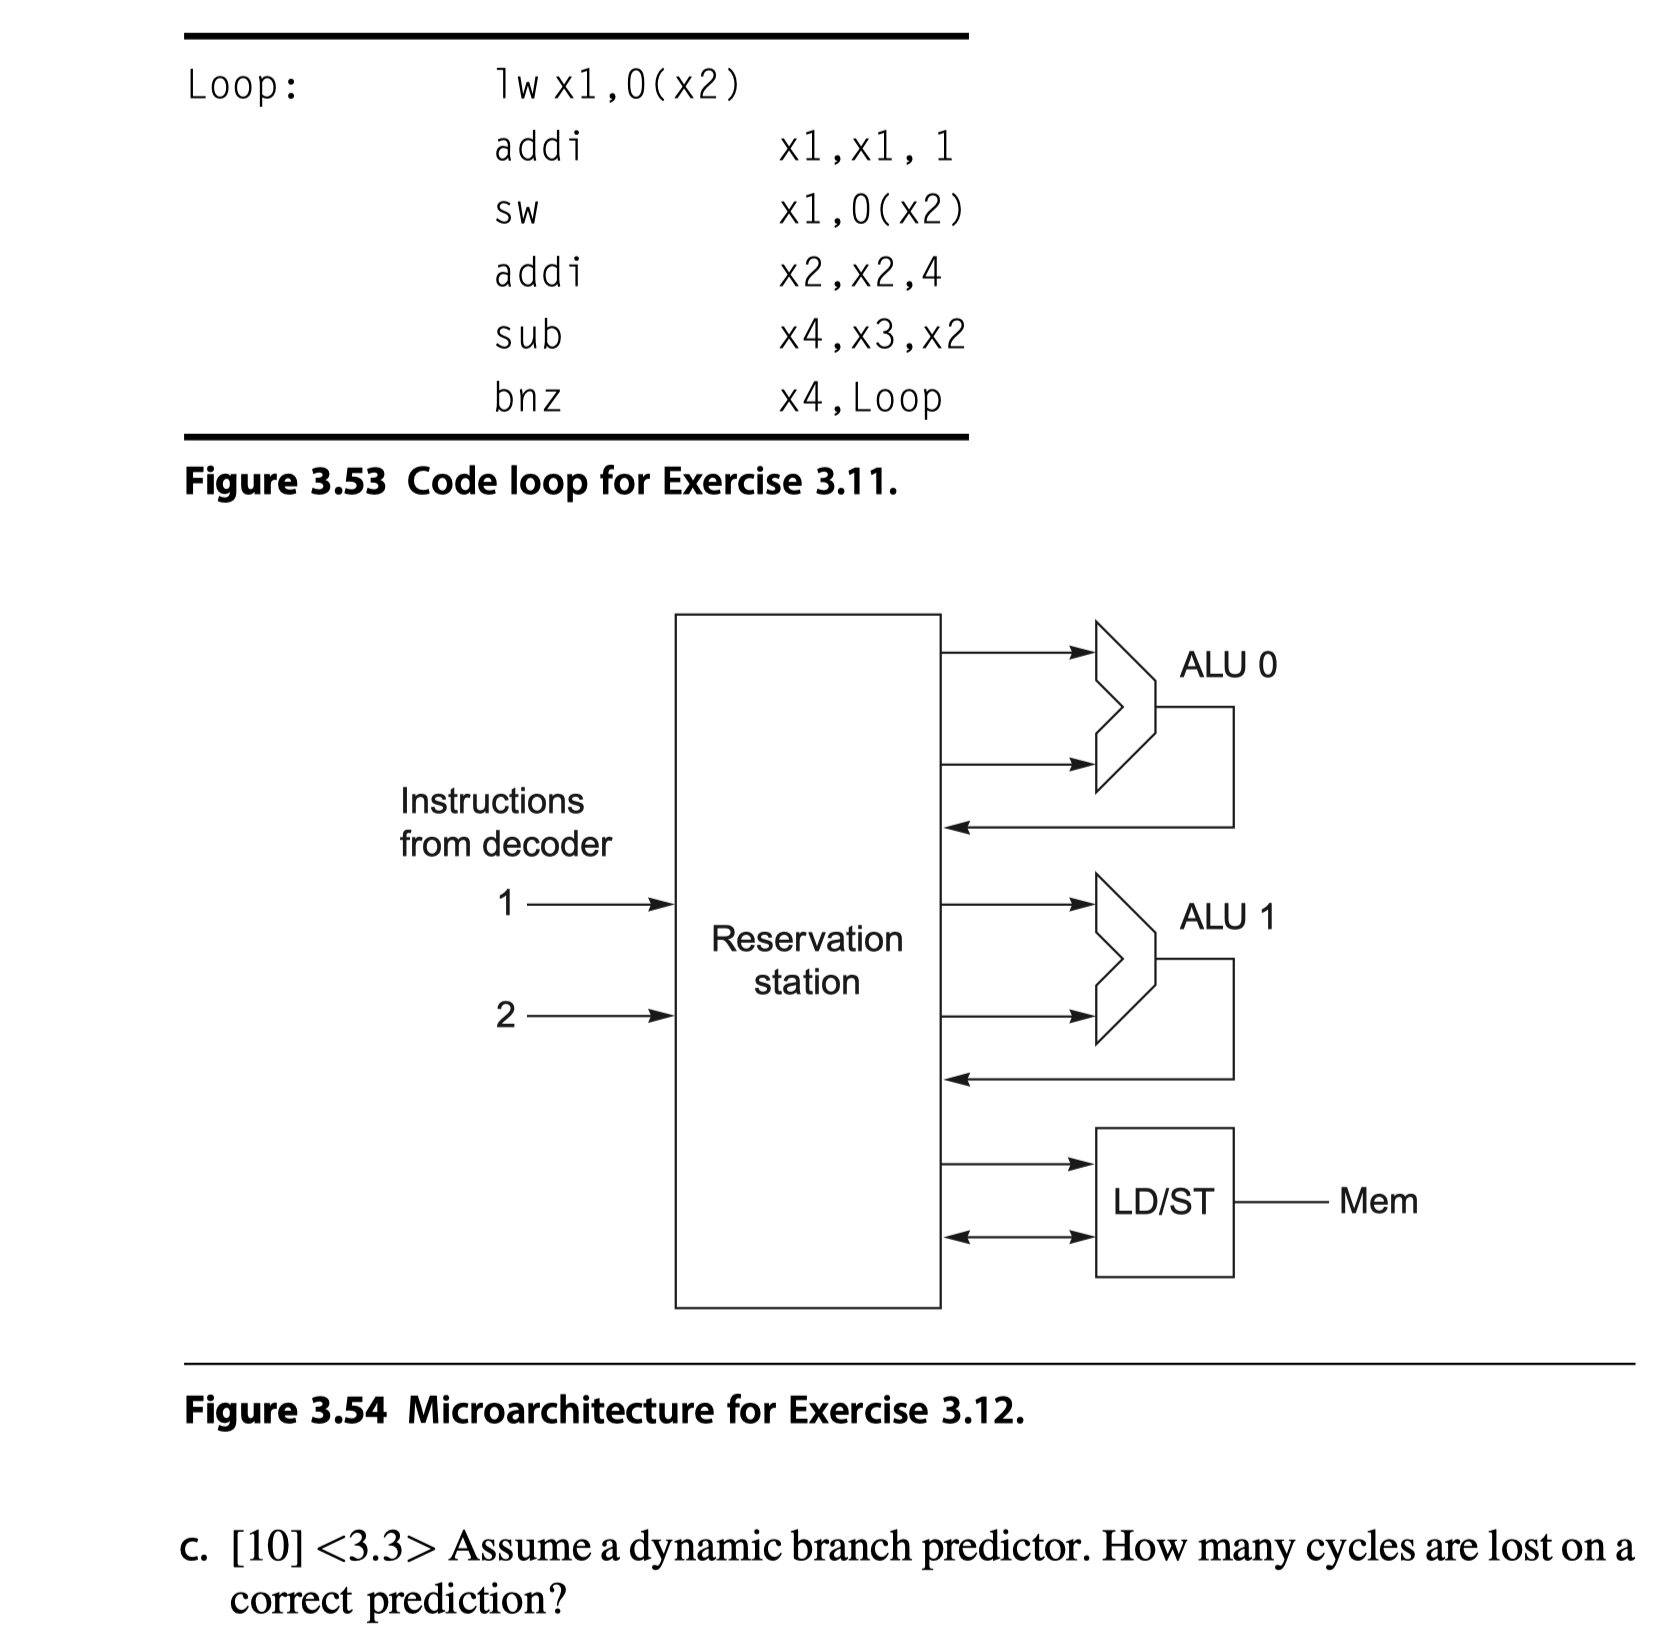 Loop: lw x1,0(x2)
addi x1,x1, 1
sw x1,0(x2)
addi x2,x2,4
sub x4,x3,x2
bnz x4,Loop
Figure 3.53 Code loop for Exercise 3.11.
ALU 0
Instructions
from decoder
1
2
Reservation
station
ALU 1
LD/ST
Mem
Figure 3.54 Microarchitecture for Exercise 3.12.
c. [10] <3.3> Assume a dynamic branch predictor. How many cycles are lost on a
correct prediction?